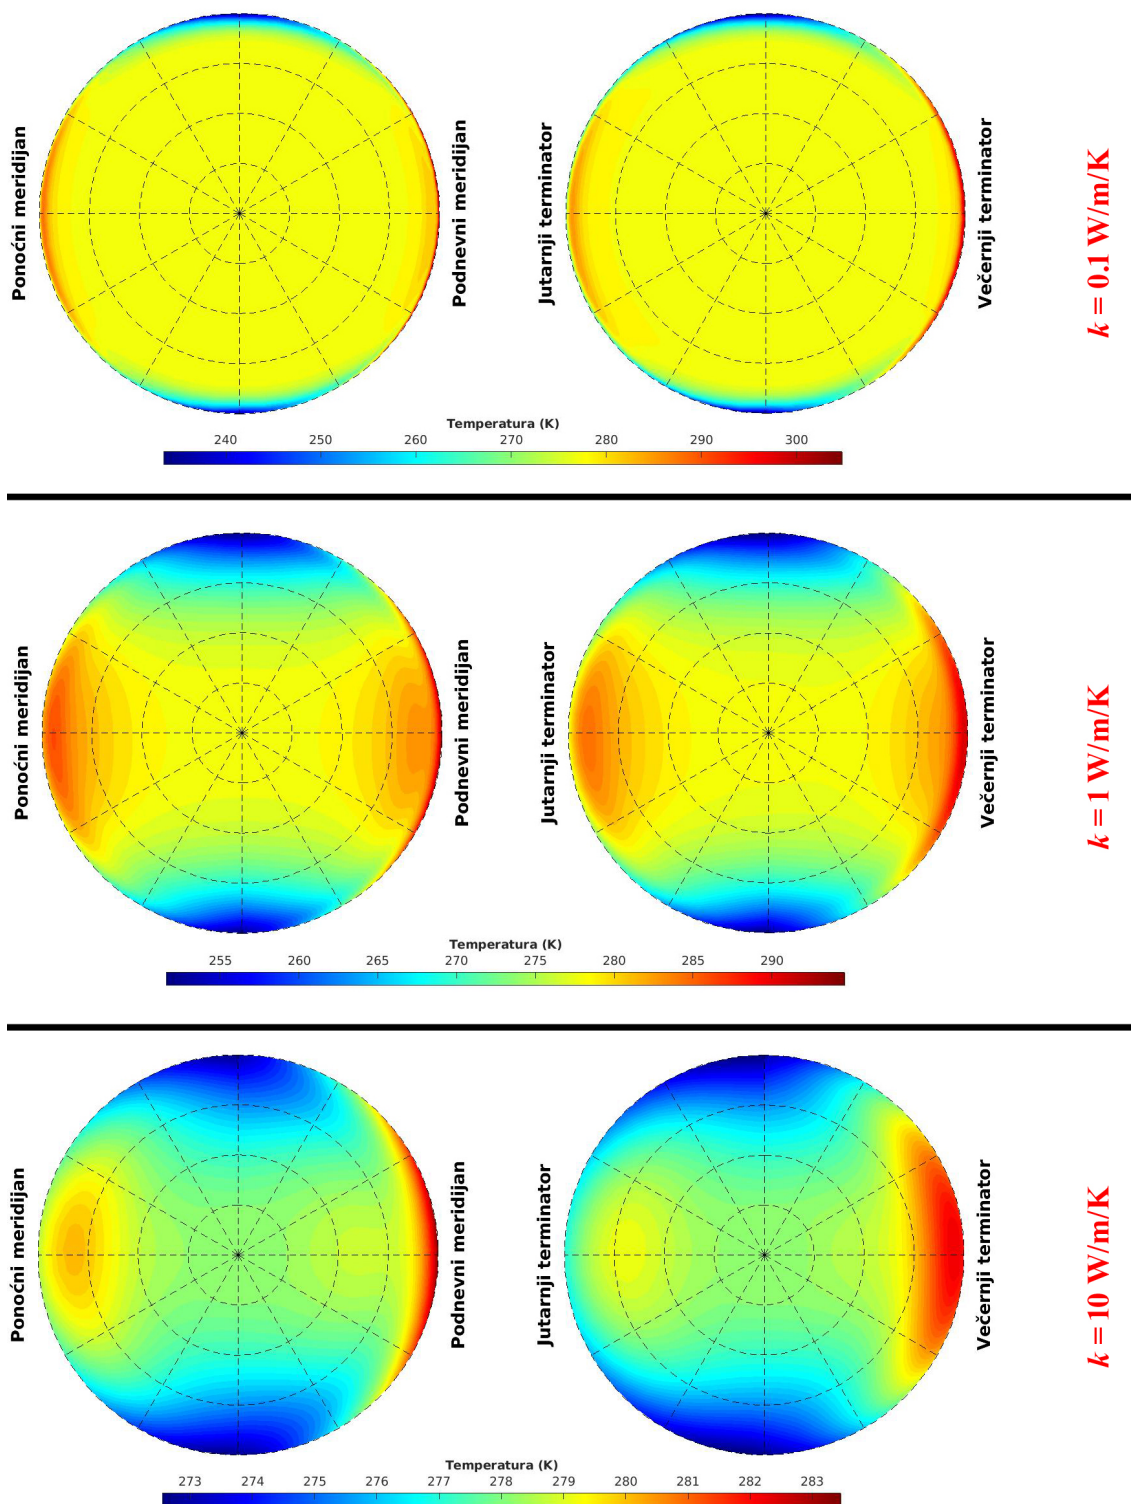 Ponoćni meridijan
Podnevni meridijan
Jutarnji terminator
Večernji terminator
k = 0.1 W/m/K
Temperatura (K)
240 250 260 270 280 290 300
Ponoćni meridijan
Podnevni meridijan
Jutarnji terminator
Večernji terminator
k = 1 W/m/K
Temperatura (K)
255 260 265 270 275 280 285 290
Ponoćni meridijan
Podnevni meridijan
Jutarnji terminator
Večernji terminator
k = 10 W/m/K
Temperatura (K)
273 274 275 276 277 278 279 280 281 282 283